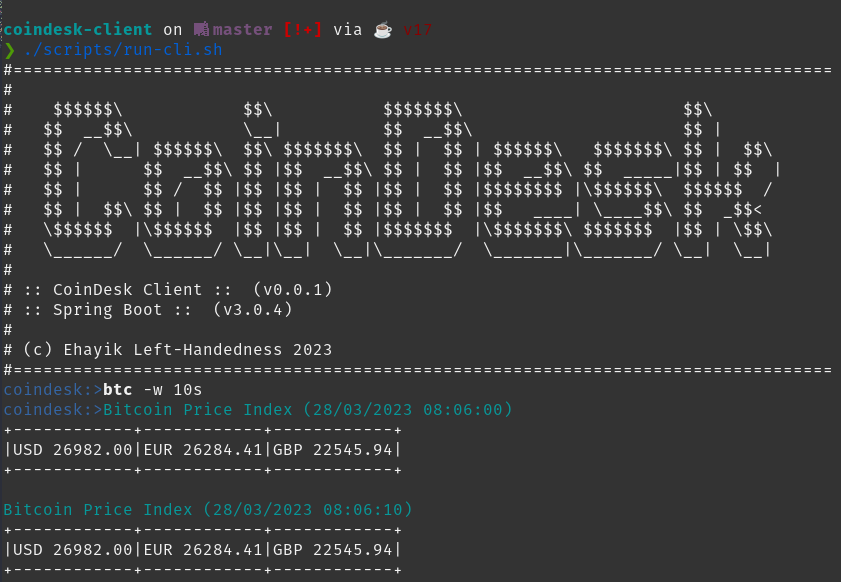 coindesk-client on master [!+] via ☕ v17
❯ ./scripts/run-cli.sh
#==================================================================================
#
#    $$$$$$\            $$\           $$$$$$$\                      $$\
#   $$  __$$\           \__|          $$  __$$\                     $$ |
#   $$ /  \__| $$$$$$\  $$\ $$$$$$$\  $$ |  $$ | $$$$$$\   $$$$$$$\ $$ |  $$\
#   $$ |      $$  __$$\ $$ |$$  __$$\ $$ |  $$ |$$  __$$\ $$  _____|$$ | $$  |
#   $$ |      $$ /  $$ |$$ |$$ |  $$ |$$ |  $$ |$$$$$$$$ |\$$$$$$\  $$$$$$  /
#   $$ |  $$\ $$ |  $$ |$$ |$$ |  $$ |$$ |  $$ |$$   ____| \____$$\ $$  _$$<
#   \$$$$$$  |\$$$$$$  |$$ |$$ |  $$ |$$$$$$$  |\$$$$$$$\ $$$$$$$  |$$ | \$$\
#   \______/  \______/ \__|\__|  \__|\_______/  \_______|\_______/ \__|  \__|
#
# :: CoinDesk Client ::  (v0.0.1)
# :: Spring Boot ::  (v3.0.4)
#
# (c) Ehayik Left-Handedness 2023
#==================================================================================
coindesk:>btc -w 10s
coindesk:>Bitcoin Price Index (28/03/2023 08:06:00)
+------------+------------+------------+
|USD 26982.00|EUR 26284.41|GBP 22545.94|
+------------+------------+------------+
Bitcoin Price Index (28/03/2023 08:06:10)
+------------+------------+------------+
|USD 26982.00|EUR 26284.41|GBP 22545.94|
+------------+------------+------------+